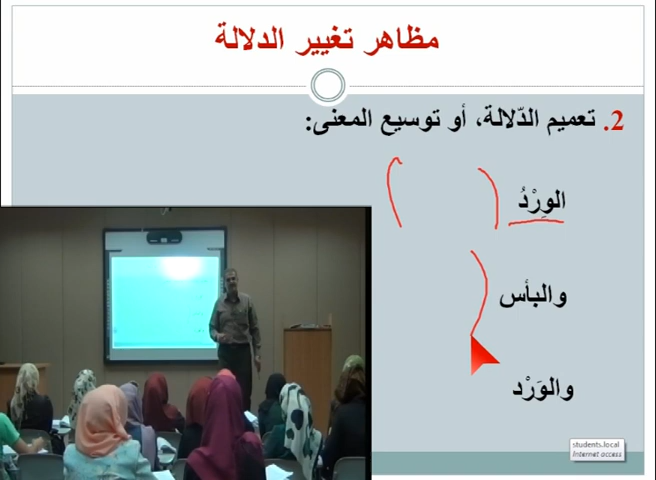 مظاهر تغيير الدلالة
2. تعميم الدّلالة، أو توسيع المعنى:
الوِرْدُ
والبأس
والوَرْد
students.local
Internet access